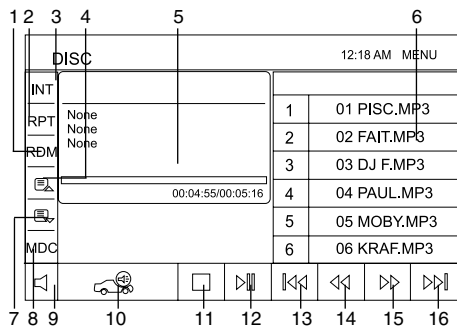 1 2 3 4 5 6
DISC 12:18 AM MENU
INT
RPT
RDM
MDC
None
None
None
00:04:55/00:05:16
1 01 PISC.MP3
2 02 FAIT.MP3
3 03 DJ F.MP3
4 04 PAUL.MP3
5 05 MOBY.MP3
6 06 KRAF.MP3
7 8 9 10 11 12 13 14 15 16